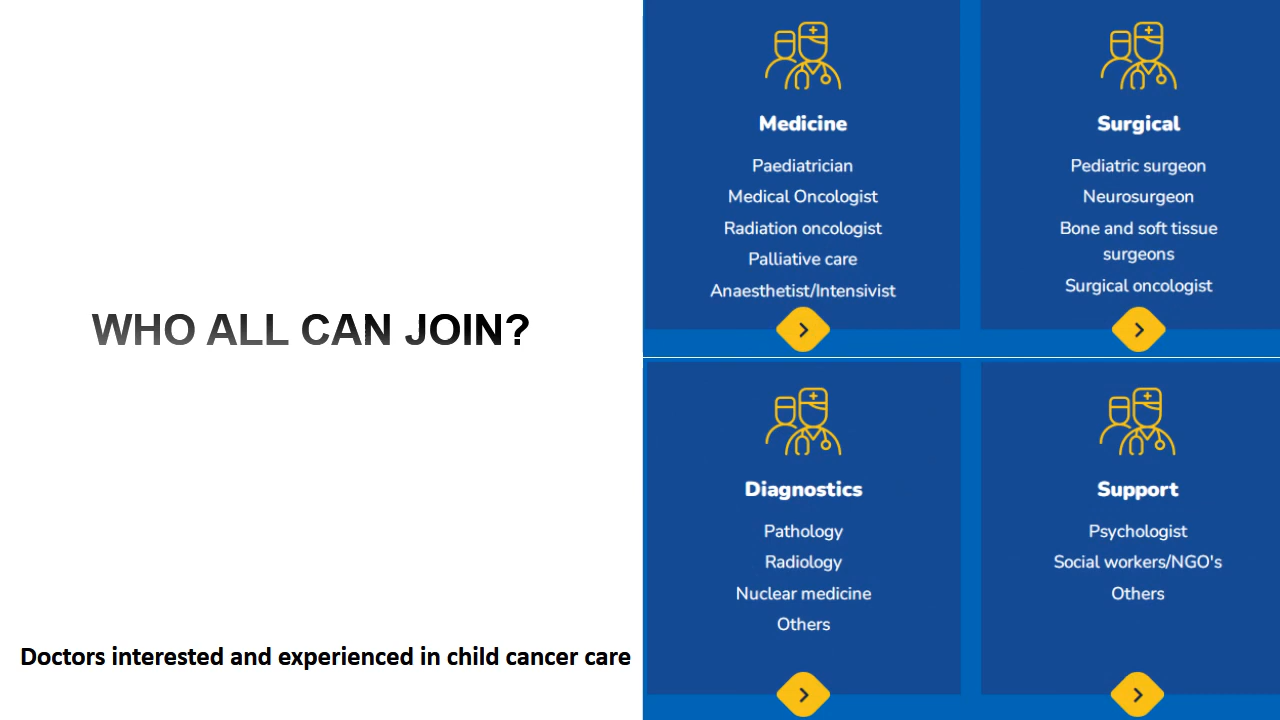 WHO ALL CAN JOIN?
Doctors interested and experienced in child cancer care
Medicine
Paediatrician
Medical Oncologist
Radiation oncologist
Palliative care
Anaesthetist/Intensivist
Surgical
Pediatric surgeon
Neurosurgeon
Bone and soft tissue
surgeons
Surgical oncologist
Diagnostics
Pathology
Radiology
Nuclear medicine
Others
Support
Psychologist
Social workers/NGO's
Others